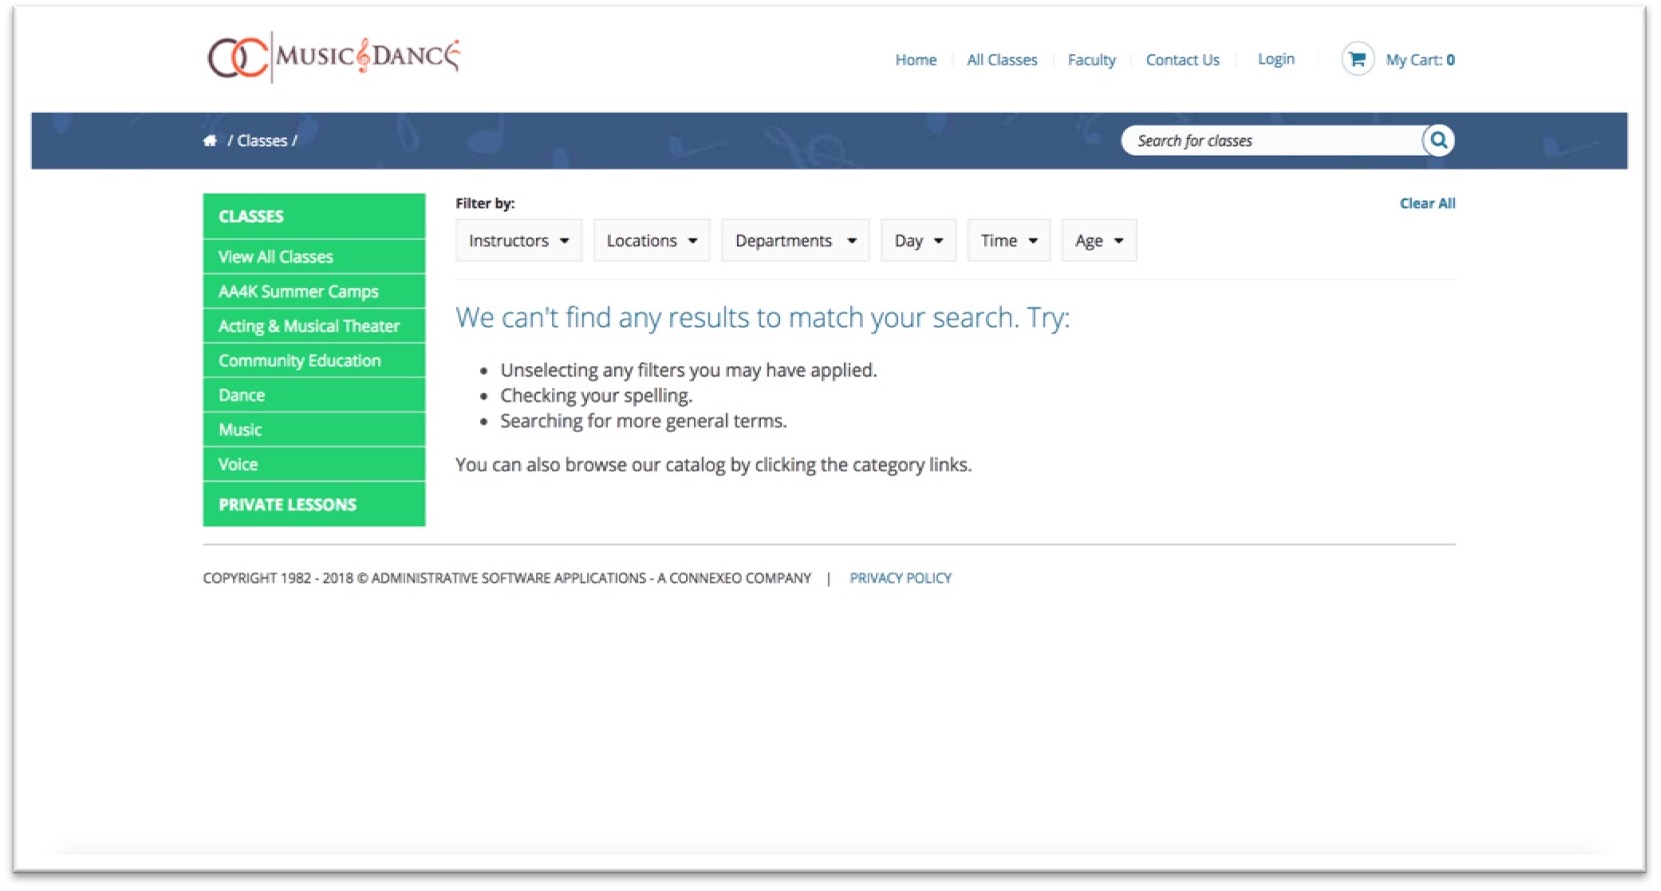 OC MUSIC & DANCE
Home All Classes Faculty Contact Us Login My Cart: 0
/ Classes /
Search for classes
CLASSES
View All Classes
AA4K Summer Camps
Acting & Musical Theater
Community Education
Dance
Music
Voice
PRIVATE LESSONS
Filter by:
Clear All
Instructors Locations Departments Day Time Age
We can't find any results to match your search. Try:
• Unselecting any filters you may have applied.
• Checking your spelling.
• Searching for more general terms.
You can also browse our catalog by clicking the category links.
COPYRIGHT 1982 - 2018 © ADMINISTRATIVE SOFTWARE APPLICATIONS - A CONNEXEO COMPANY | PRIVACY POLICY